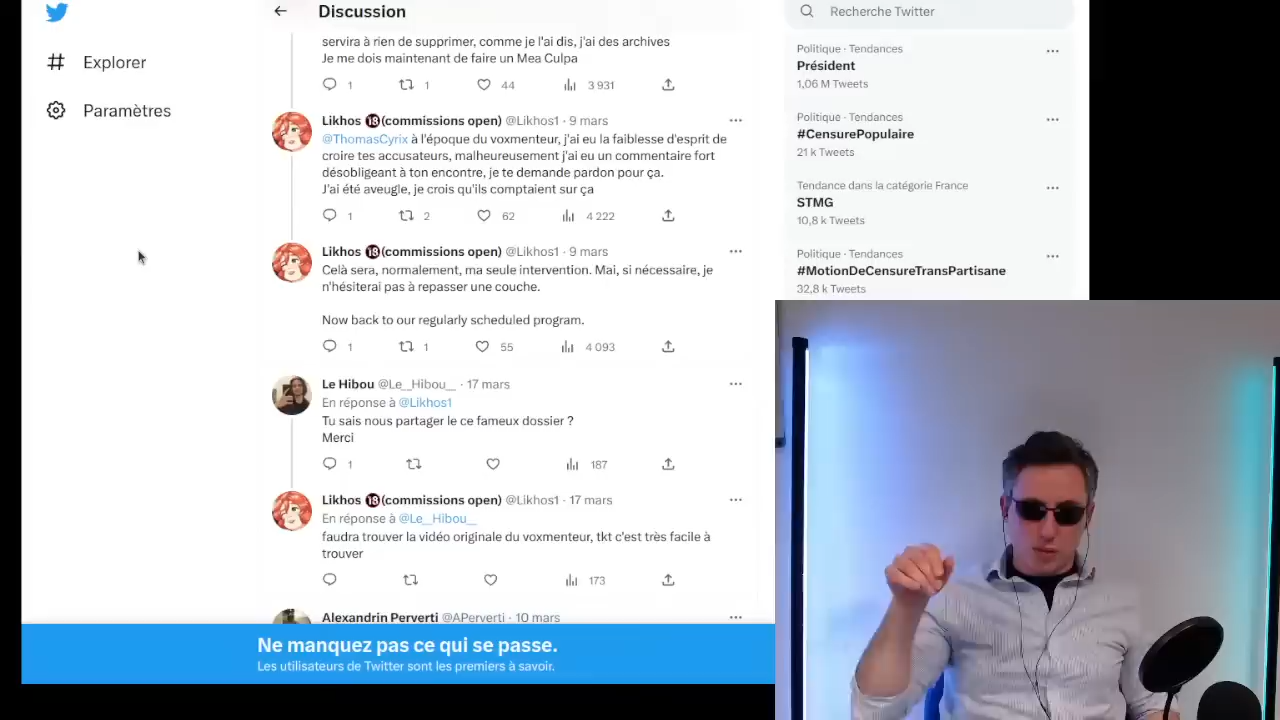 Discussion
Recherche Twitter
Explorer
Paramètres
servira à rien de supprimer, comme je l'ai dis, j'ai des archives
Je me dois maintenant de faire un Mea Culpa
1 1 44 3 931
Likhos 🔞(commissions open) @Likhos1 · 9 mars
@ThomasCyrix à l'époque du voxmenteur, j'ai eu la faiblesse d'esprit de
croire tes accusateurs, malheureusement j'ai eu un commentaire fort
désobligeant à ton encontre, je te demande pardon pour ça.
J'ai été aveugle, je crois qu'ils comptaient sur ça
1 2 62 4 222
Likhos 🔞(commissions open) @Likhos1 · 9 mars
Celà sera, normalement, ma seule intervention. Mai, si nécessaire, je
n'hésiterai pas à repasser une couche.
Now back to our regularly scheduled program.
1 1 55 4 093
Le Hibou @Le__Hibou__ · 17 mars
En réponse à @Likhos1
Tu sais nous partager le ce fameux dossier ?
Merci
1 187
Likhos 🔞(commissions open) @Likhos1 · 17 mars
En réponse à @Le__Hibou__
faudra trouver la vidéo originale du voxmenteur, tkt c'est très facile à
trouver
173
Alexandrin Perverti @APerverti · 10 mars
Politique · Tendances
Président
1,06 M Tweets
Politique · Tendances
#CensurePopulaire
21 k Tweets
Tendance dans la catégorie France
STMG
10,8 k Tweets
Politique · Tendances
#MotionDeCensureTransPartisane
32,8 k Tweets
Ne manquez pas ce qui se passe.
Les utilisateurs de Twitter sont les premiers à savoir.